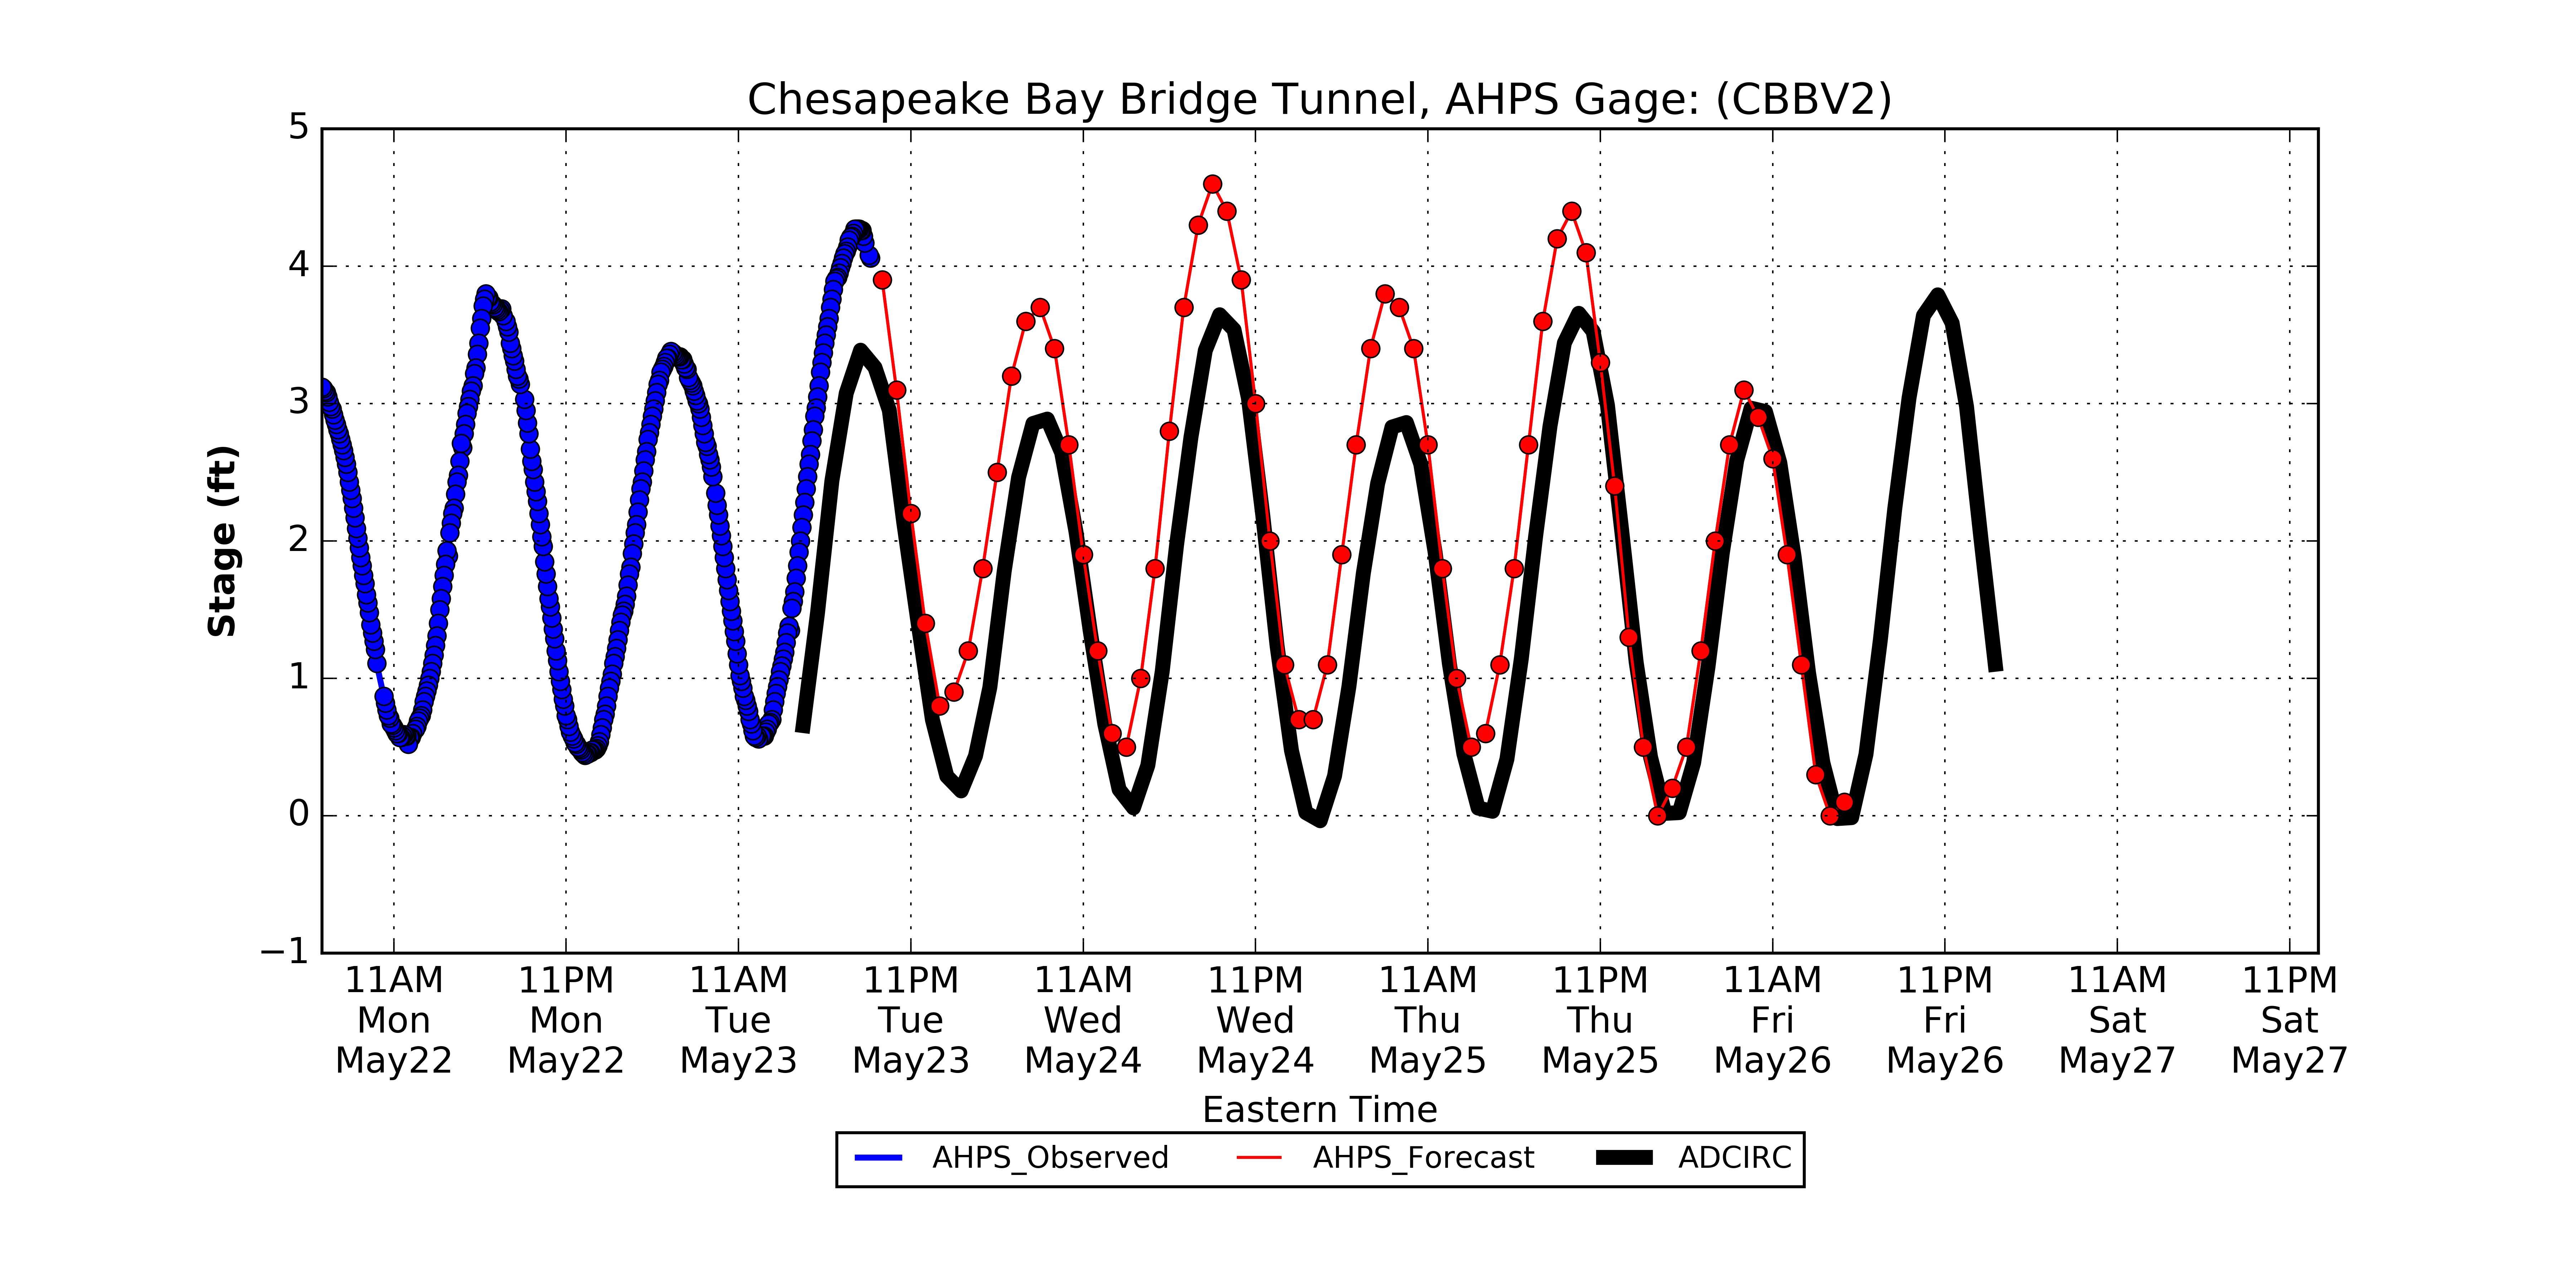 Chesapeake Bay Bridge Tunnel, AHPS Gage: (CBBV2)
5
4
3
2
1
0
−1
Stage (ft)
11AM 11PM 11AM 11PM 11AM 11PM 11AM 11PM 11AM 11PM 11AM 11PM
Mon Mon Tue Tue Wed Wed Thu Thu Fri Fri Sat Sat
May22 May22 May23 May23 May24 May24 May25 May25 May26 May26 May27 May27
Eastern Time
AHPS_Observed AHPS_Forecast ADCIRC